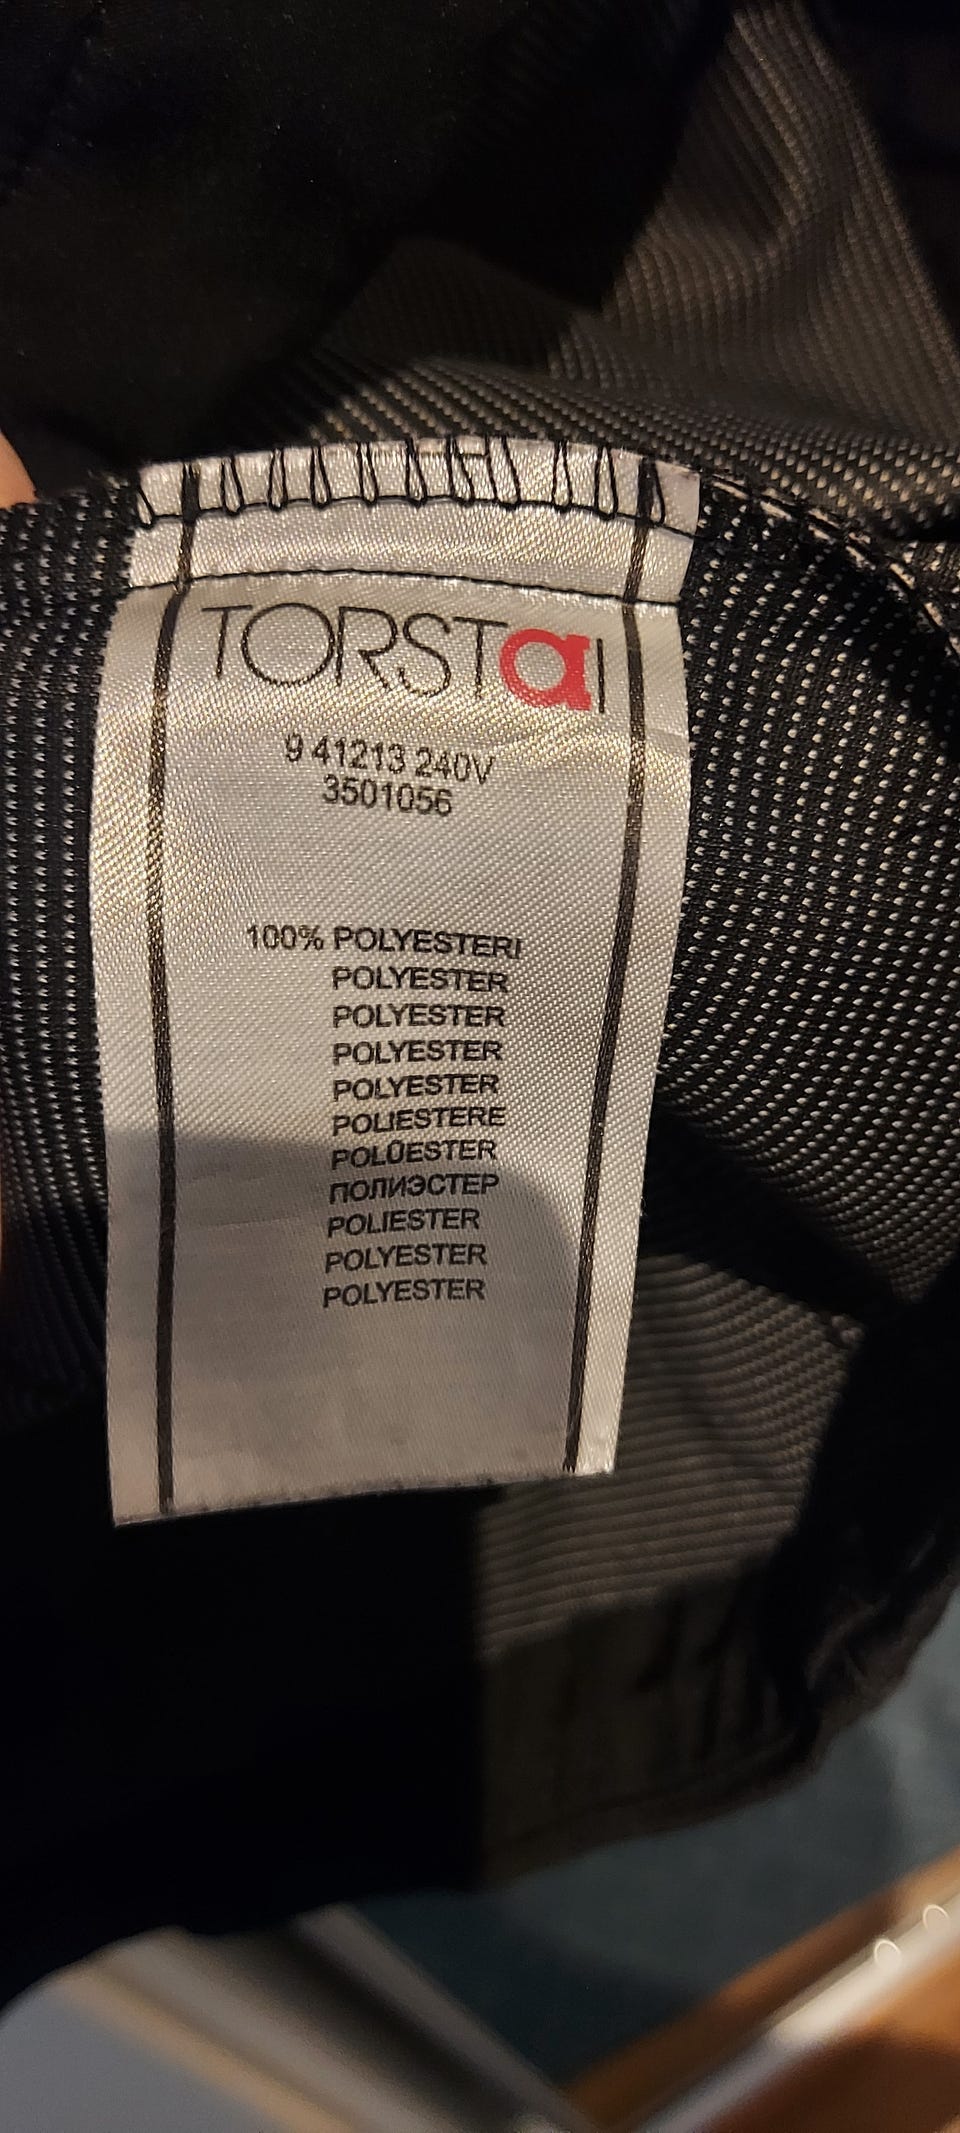 TORSTaI
9 41213 240V
3501056
100% POLYESTERI
POLYESTER
POLYESTER
POLYESTER
POLYESTER
POLIESTERE
POLÜESTER
ПОЛИЭСТЕР
POLIESTER
POLYESTER
POLYESTER